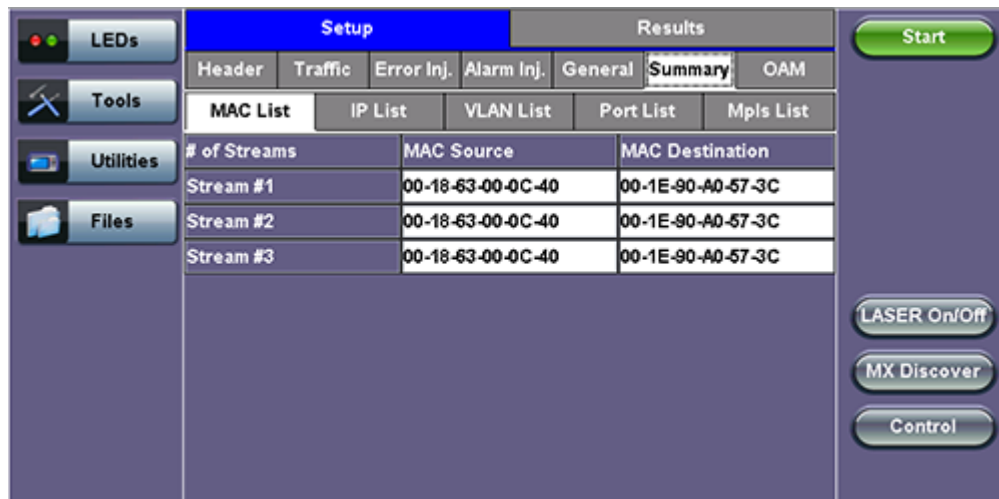 LEDs
Setup
Results
Start
Header Traffic Error Inj. Alarm Inj. General Summary OAM
Tools
MAC List IP List VLAN List Port List Mpls List
# of Streams MAC Source MAC Destination
Utilities
Stream #1 00-18-63-00-0C-40 00-1E-90-A0-57-3C
Files
Stream #2 00-18-63-00-0C-40 00-1E-90-A0-57-3C
Stream #3 00-18-63-00-0C-40 00-1E-90-A0-57-3C
LASER On/Off
MX Discover
Control